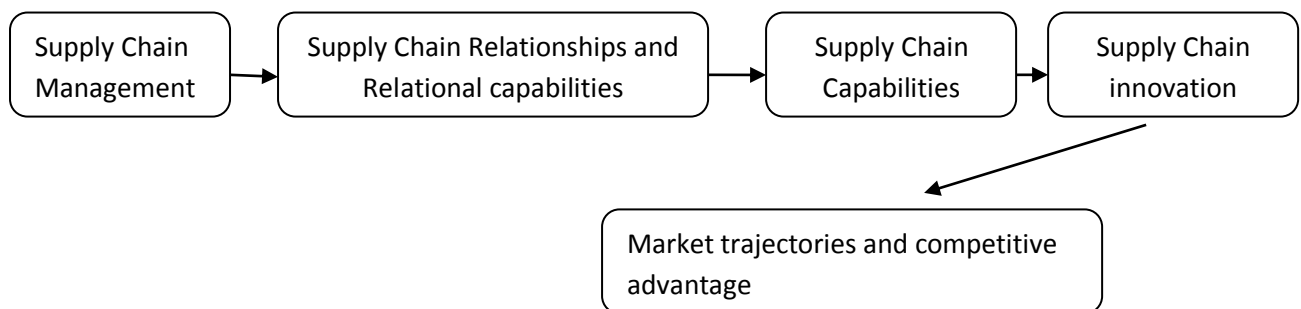 Supply Chain
Management
Supply Chain Relationships and
Relational capabilities
Supply Chain
Capabilities
Supply Chain
innovation
Market trajectories and competitive
advantage